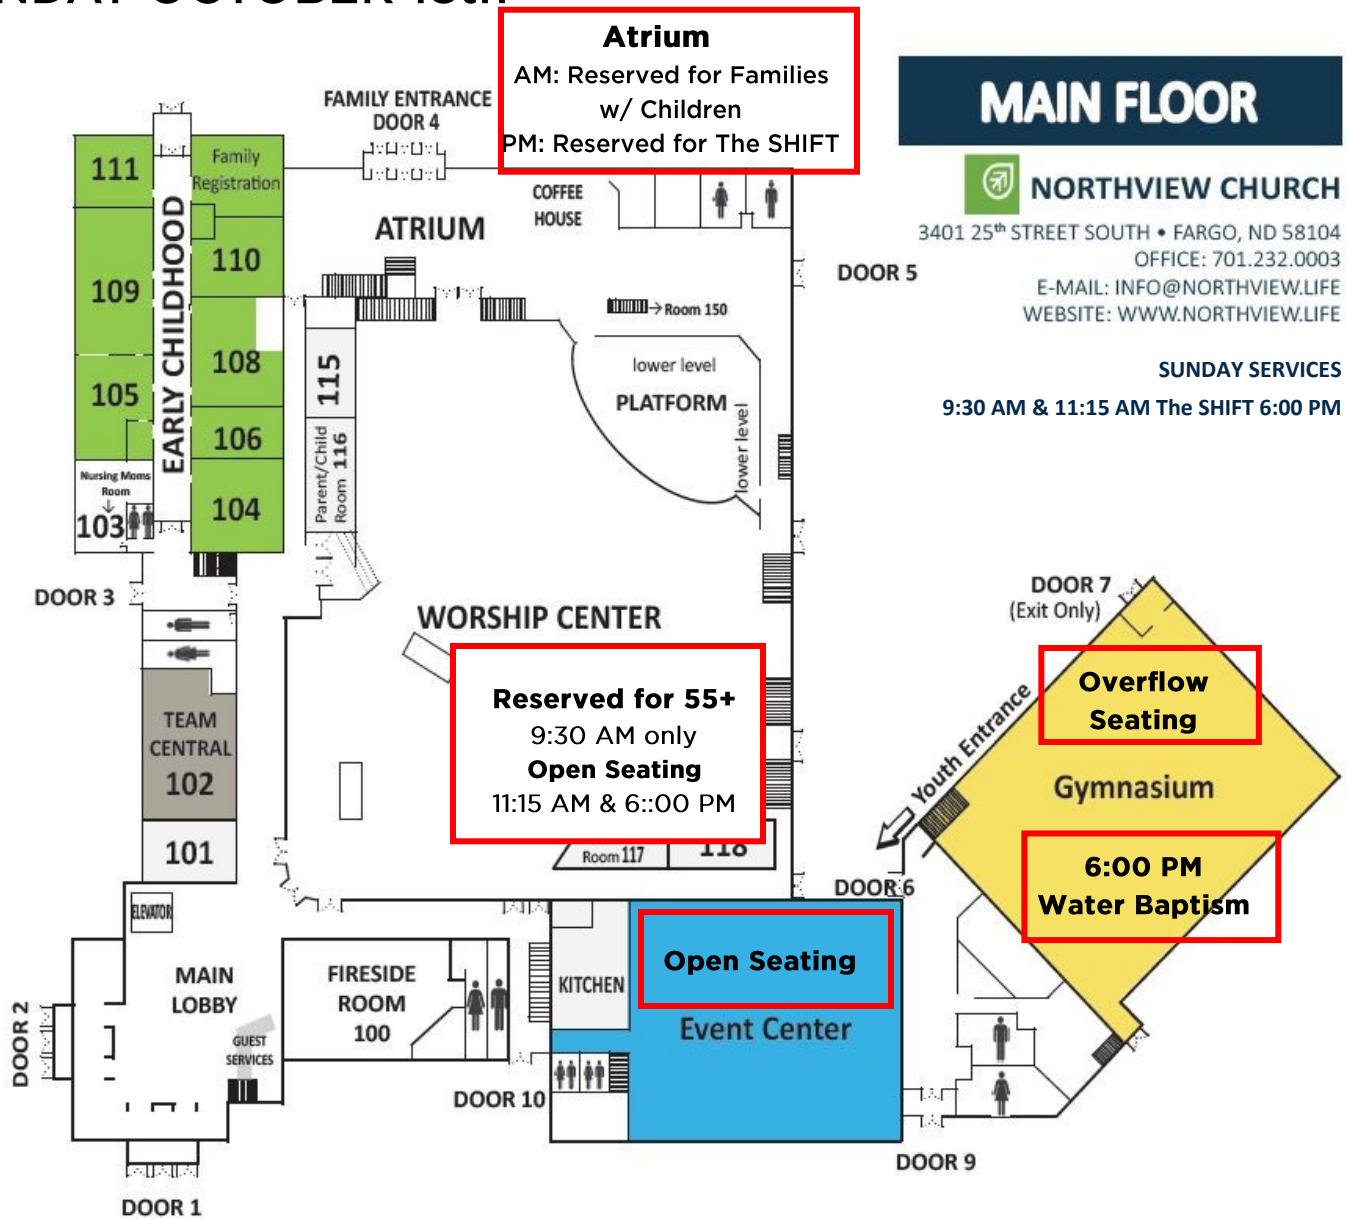 Atrium
AM: Reserved for Families
w/ Children
PM: Reserved for The SHIFT
FAMILY ENTRANCE
DOOR 4
MAIN FLOOR
NORTHVIEW CHURCH
3401 25th STREET SOUTH • FARGO, ND 58104
OFFICE: 701.232.0003
E-MAIL: INFO@NORTHVIEW.LIFE
WEBSITE: WWW.NORTHVIEW.LIFE
SUNDAY SERVICES
9:30 AM & 11:15 AM The SHIFT 6:00 PM
111
Family
Registration
COFFEE
HOUSE
ATRIUM
EARLY CHILDHOOD
110
109
DOOR 5
→ Room 150
108
115
lower level
PLATFORM
lower level
105
106
Parent/Child
Room 116
Nursing Moms
Room
103
104
DOOR 3
WORSHIP CENTER
DOOR 7
(Exit Only)
Reserved for 55+
9:30 AM only
Open Seating
11:15 AM & 6::00 PM
Overflow
Seating
Youth Entrance
Gymnasium
TEAM
CENTRAL
102
101
Room 117
118
6:00 PM
Water Baptism
DOOR 6
ELEVATOR
MAIN
LOBBY
FIRESIDE
ROOM
100
KITCHEN
Open Seating
Event Center
DOOR 2
GUEST
SERVICES
DOOR 10
DOOR 9
DOOR 1